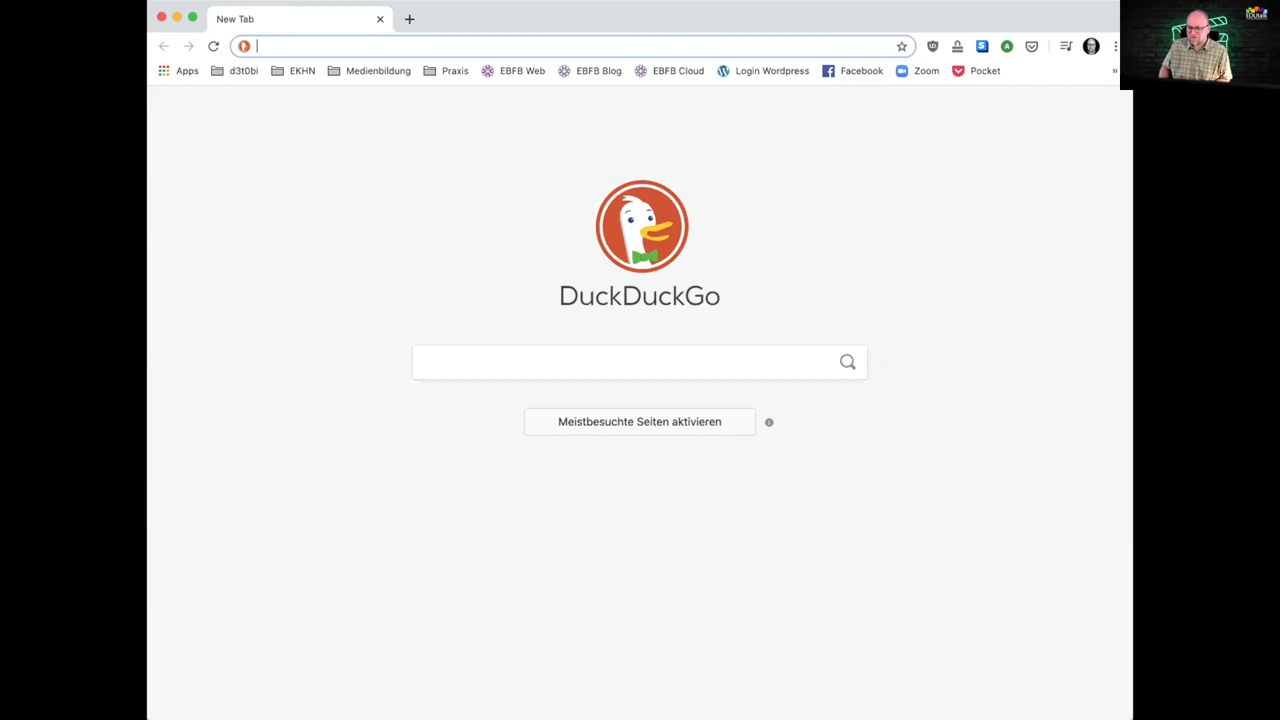 New Tab
Apps d3t0bv EKHN Medienbildung Praxis EBFB Web EBFB Blog EBFB Cloud Login Wordpress Facebook Zoom Pocket »
DuckDuckGo
Meistbesuchte Seiten aktivieren